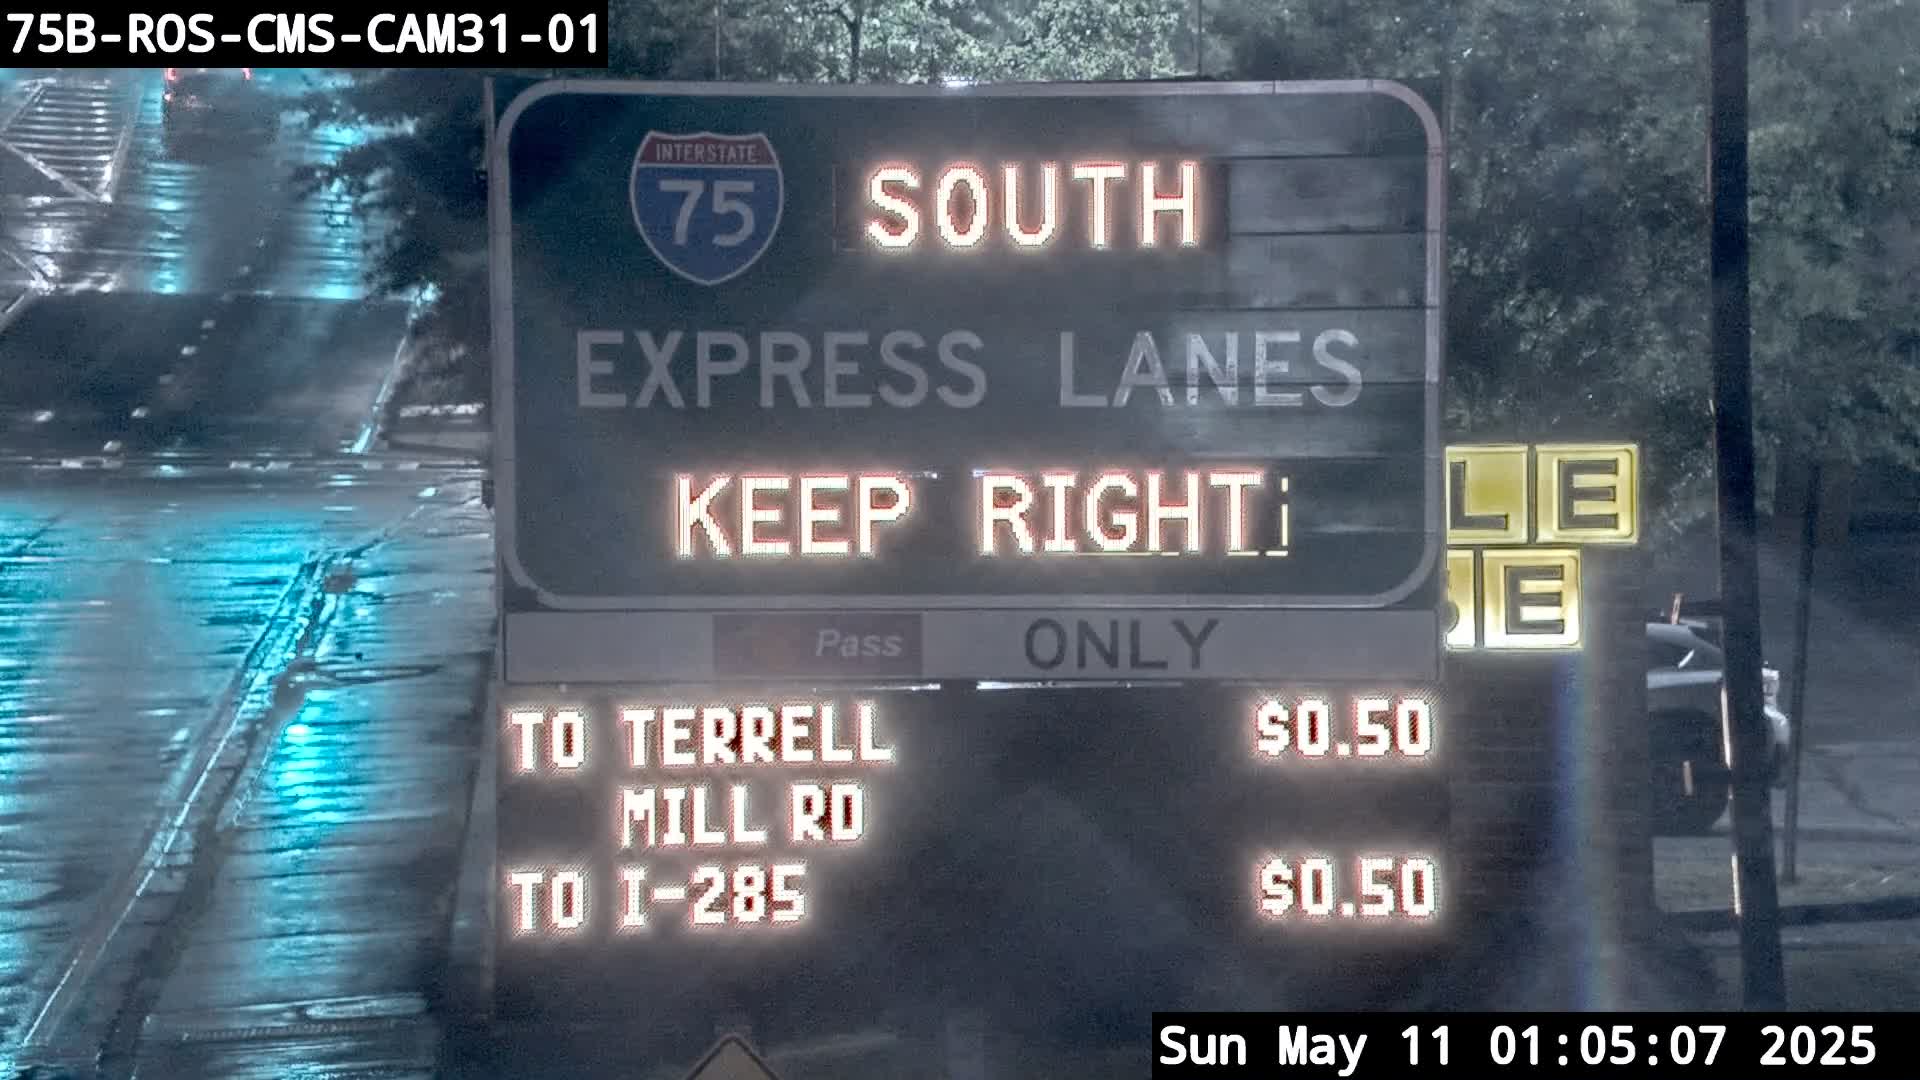 75B-ROS-CMS-CAM31-01
INTERSTATE
75
SOUTH
EXPRESS LANES
KEEP RIGHT
Pass ONLY
TO TERRELL $0.50
MILL RD
TO I-285 $0.50
LE
E
Sun May 11 01:05:07 2025